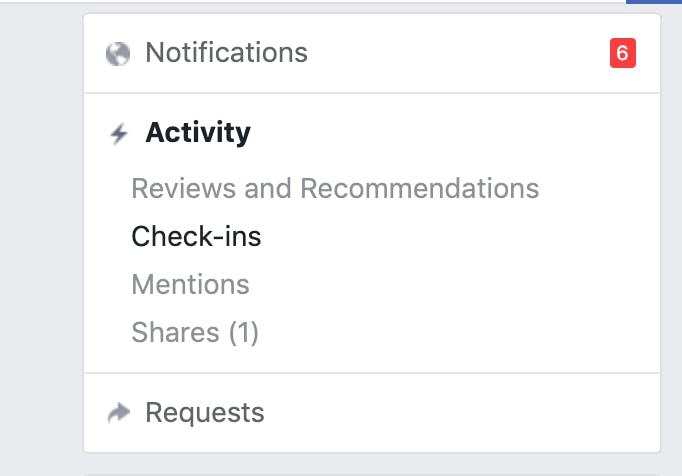 Notifications 6
Activity
Reviews and Recommendations
Check-ins
Mentions
Shares (1)
Requests